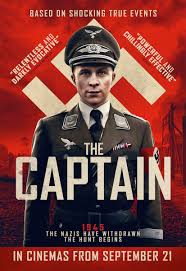 BASED ON SHOCKING TRUE EVENTS
"RELENTLESS AND
DARKLY EVOCATIVE"
"POWERFUL AND
CHILLINGLY EFFECTIVE"
THE
CAPTAIN
1945
THE NAZIS HAVE WITHDRAWN
THE HUNT BEGINS
IN CINEMAS FROM SEPTEMBER 21